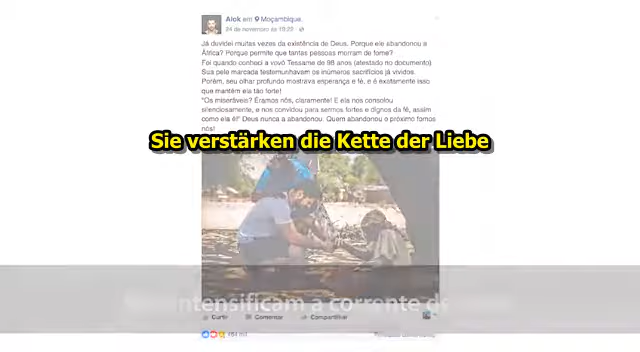 Alok em Moçambique.
24 de novembro às 19:29
Já duvidei muitas vezes da existência de Deus. Porque ele abandonou a
África? Porque permite que tantas pessoas morram de fome?
Foi quando conheci a vovó Tessame de 98 anos (atestado no documento)
Sua pele marcada testemunhavam os inúmeros sacrifícios já vividos.
Porém, seu olhar profundo mostrava esperança e fé, e é exatamente isso
que mantém ela tão forte!
"Os miseráveis? Éramos nós, claramente! E ela nos consolou
silenciosamente, e nos convidou para sermos fortes e dignos da fé, assim
como ela é!" Deus nunca a abandonou. Quem abandonou o próximo fomos
nós!
Sie verstärken die Kette der Liebe
intensificam a corrente
Curtir Comentar Compartilhar